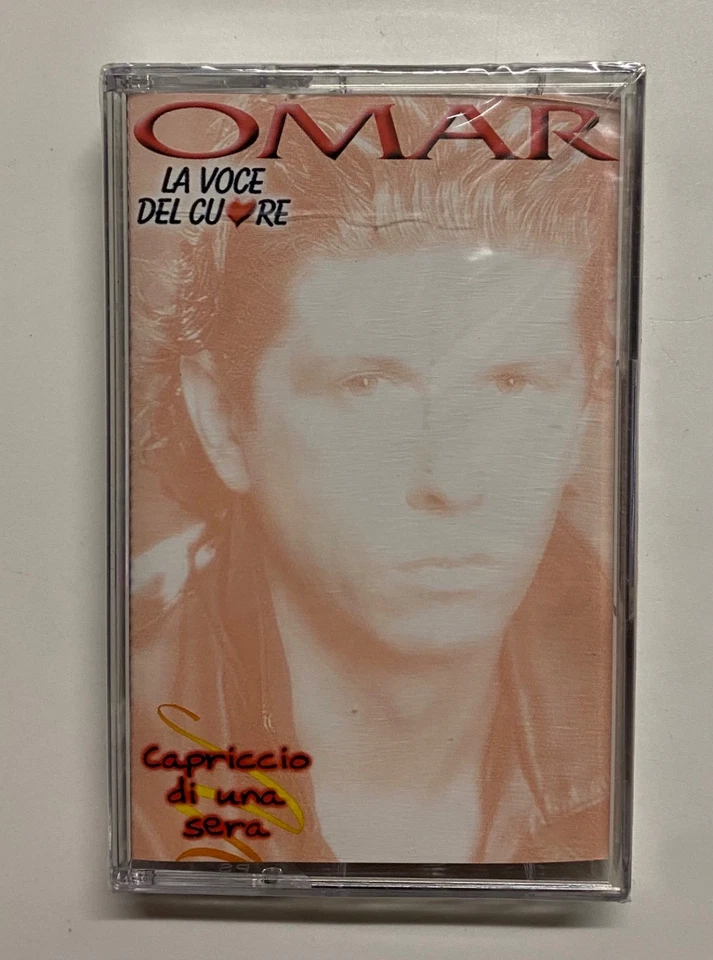 OMAR
LA VOCE
DEL CU❤RE
Capriccio
di una
sera